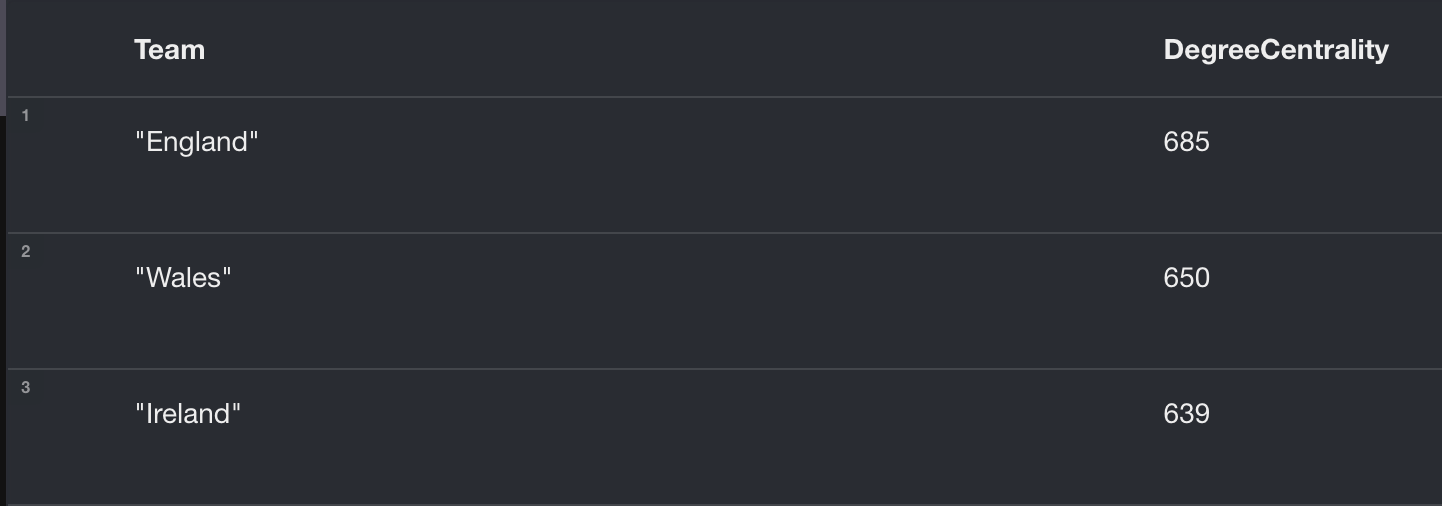 Team DegreeCentrality
1
"England" 685
2
"Wales" 650
3
"Ireland" 639